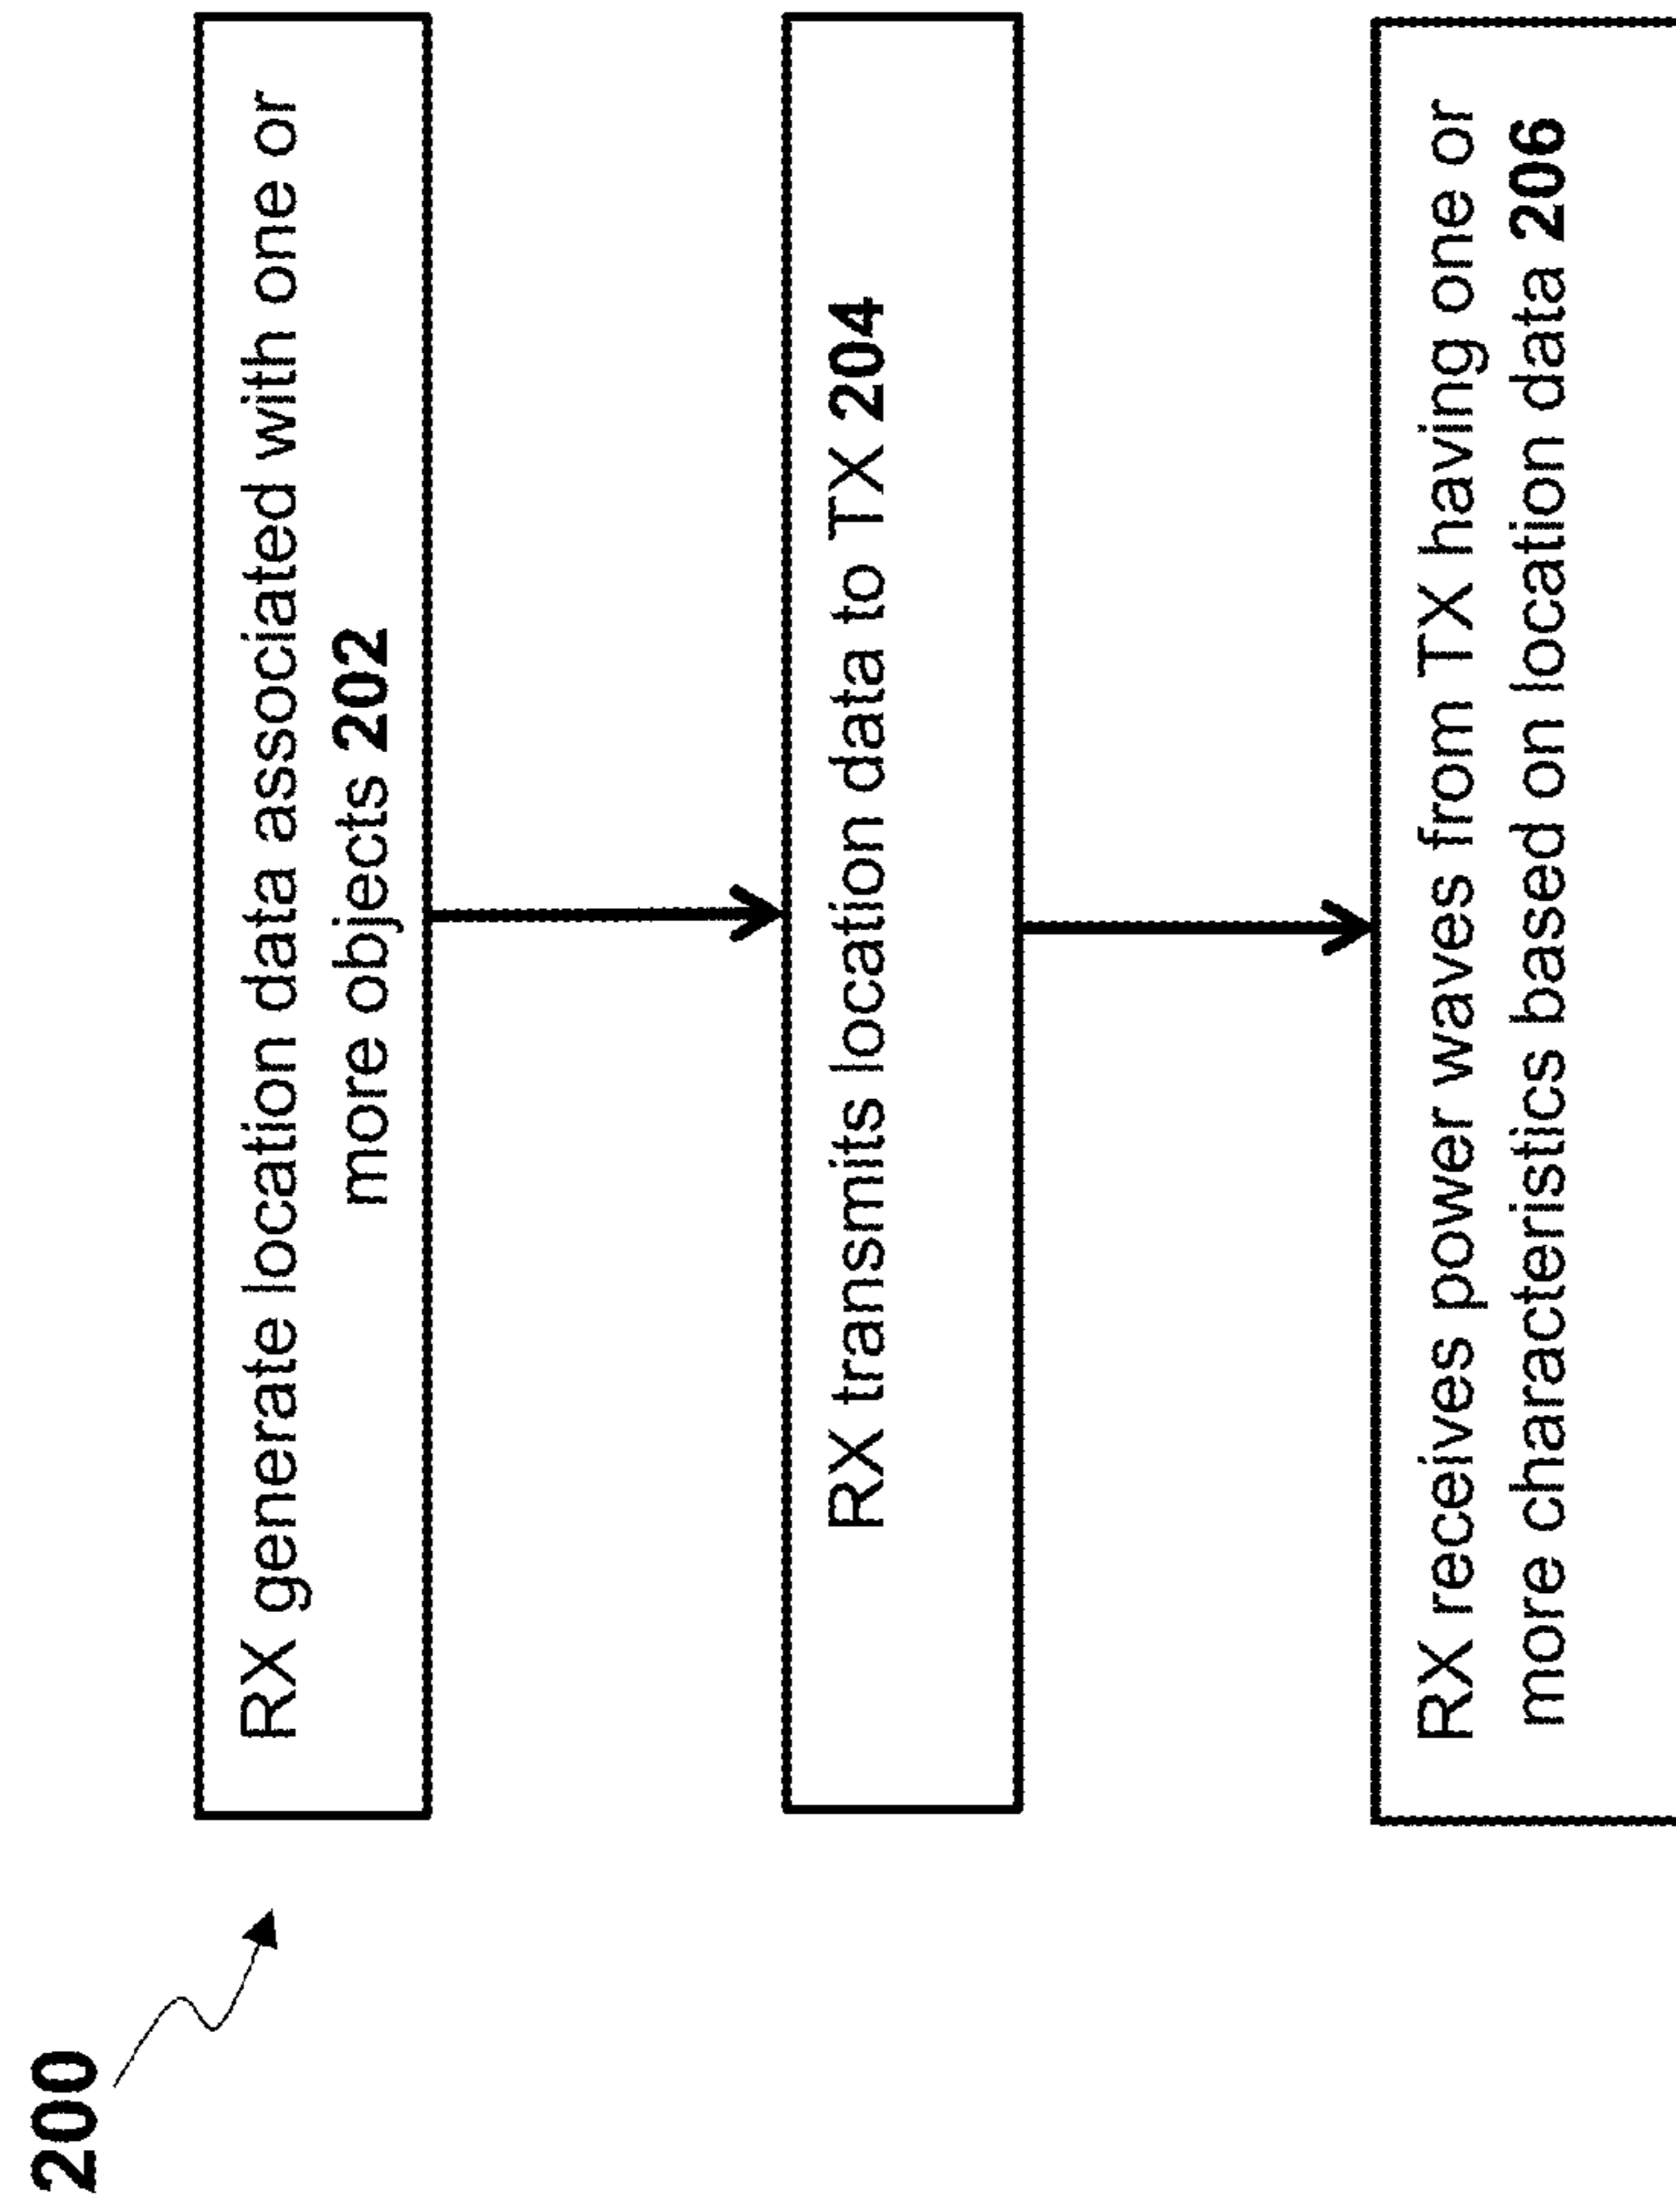 200
RX generate location data associated with one or
more objects 202
RX transmits location data to TX 204
RX receives power waves from TX having one or
more characteristics based on location data 206